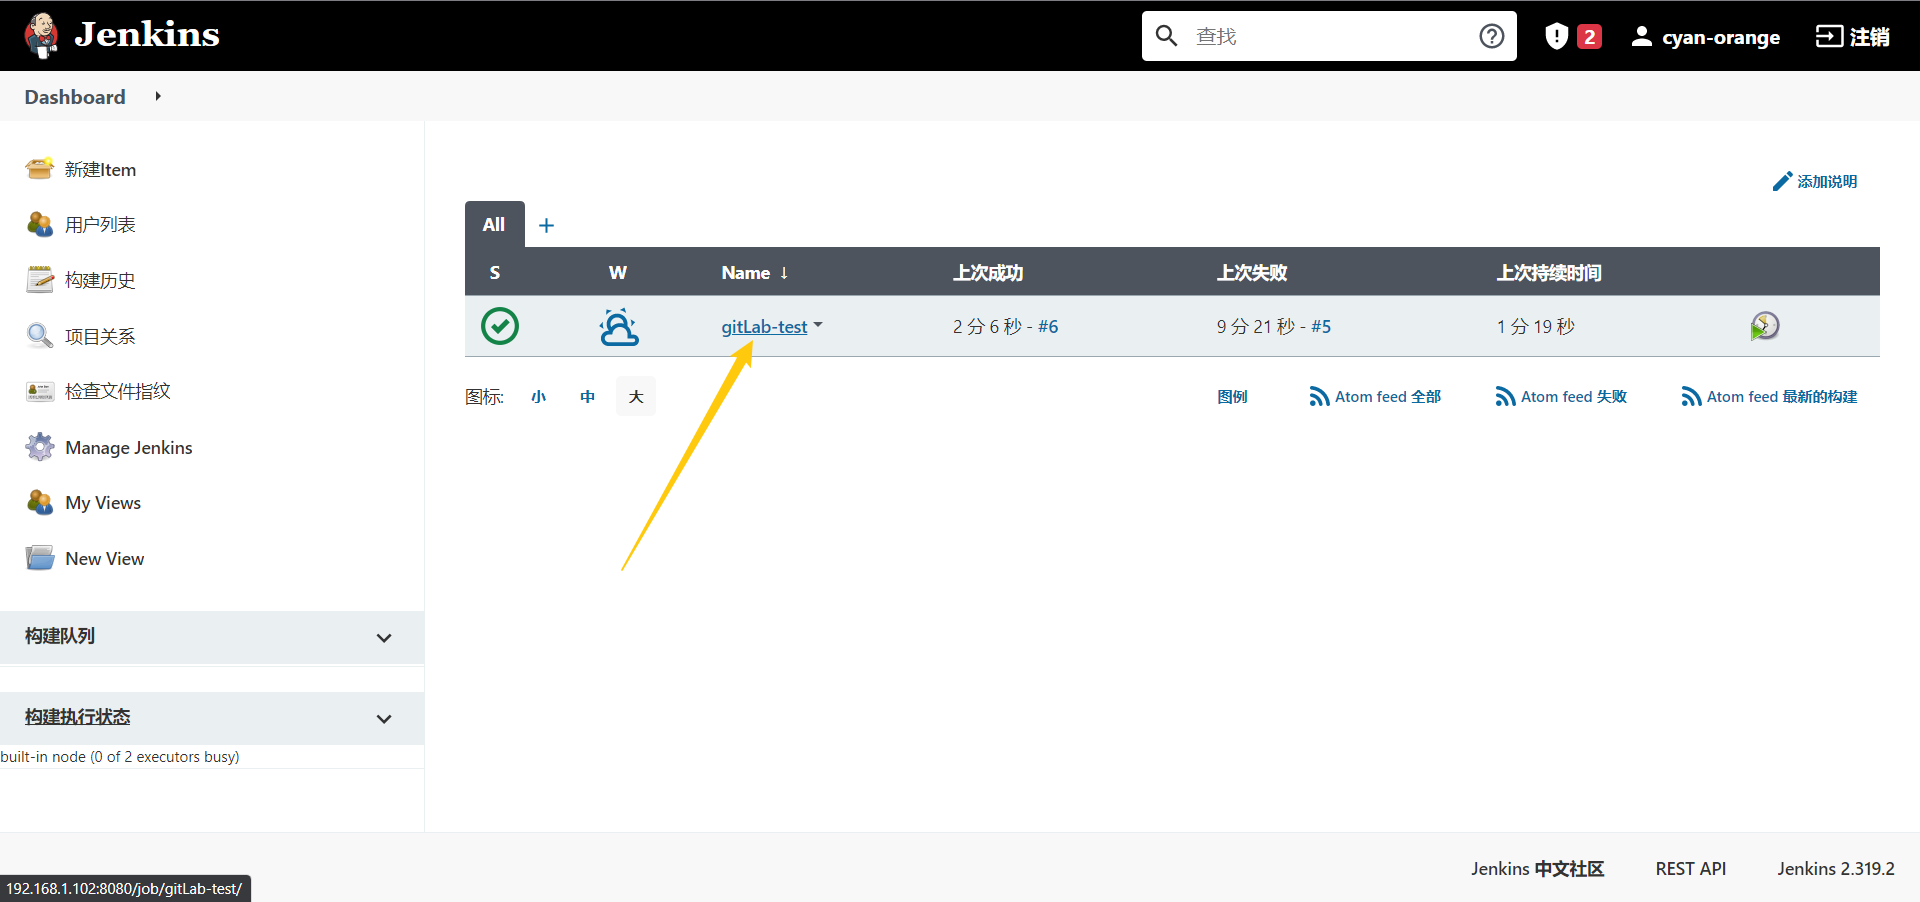 Jenkins
查找
2
cyan-orange
注销
Dashboard
新建Item
用户列表
构建历史
项目关系
检查文件指纹
Manage Jenkins
My Views
New View
构建队列
构建执行状态
built-in node (0 of 2 executors busy)
添加说明
All +
S W Name ↓ 上次成功 上次失败 上次持续时间
gitLab-test 2 分 6 秒 - #6 9 分 21 秒 - #5 1 分 19 秒
图标: 小 中 大 图例 Atom feed 全部 Atom feed 失败 Atom feed 最新的构建
Jenkins 中文社区 REST API Jenkins 2.319.2
192.168.1.102:8080/job/gitLab-test/